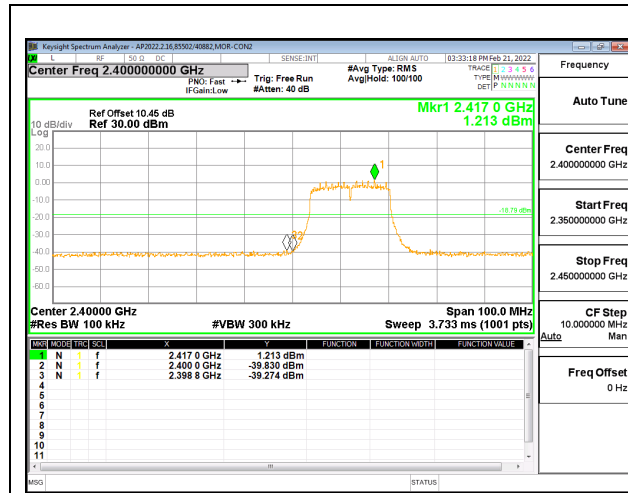 Keysight Spectrum Analyzer - AP2022.2.16,85502/40882,MOR-CON2
L RF 50 Ω DC SENSE:INT ALIGN AUTO 03:33:18 PM Feb 21, 2022
Center Freq 2.400000000 GHz
PNO: Fast
IFGain:Low
Trig: Free Run
#Atten: 40 dB
#Avg Type: RMS
Avg|Hold: 100/100
TRACE 1 2 3 4 5 6
TYPE M WWWWW
DET P N N N N N
Ref Offset 10.45 dB
10 dB/div Ref 30.00 dBm
Log
Mkr1 2.417 0 GHz
1.213 dBm
20.0
10.0
0.00
-10.0
-20.0
-30.0
-40.0
-50.0
-60.0
1
2
Center 2.40000 GHz Span 100.0 MHz
#Res BW 100 kHz #VBW 300 kHz Sweep 3.733 ms (1001 pts)
MKR MODE TRC SCL X Y FUNCTION FUNCTION WIDTH FUNCTION VALUE
1 N 1 f 2.417 0 GHz 1.213 dBm
2 N 1 f 2.400 0 GHz -39.830 dBm
3 N 1 f 2.398 8 GHz -39.274 dBm
4
5
6
7
8
9
10
11
MSG STATUS
Frequency
Auto Tune
Center Freq
2.400000000 GHz
Start Freq
2.350000000 GHz
Stop Freq
2.450000000 GHz
CF Step
10.000000 MHz
Auto Man
Freq Offset
0 Hz